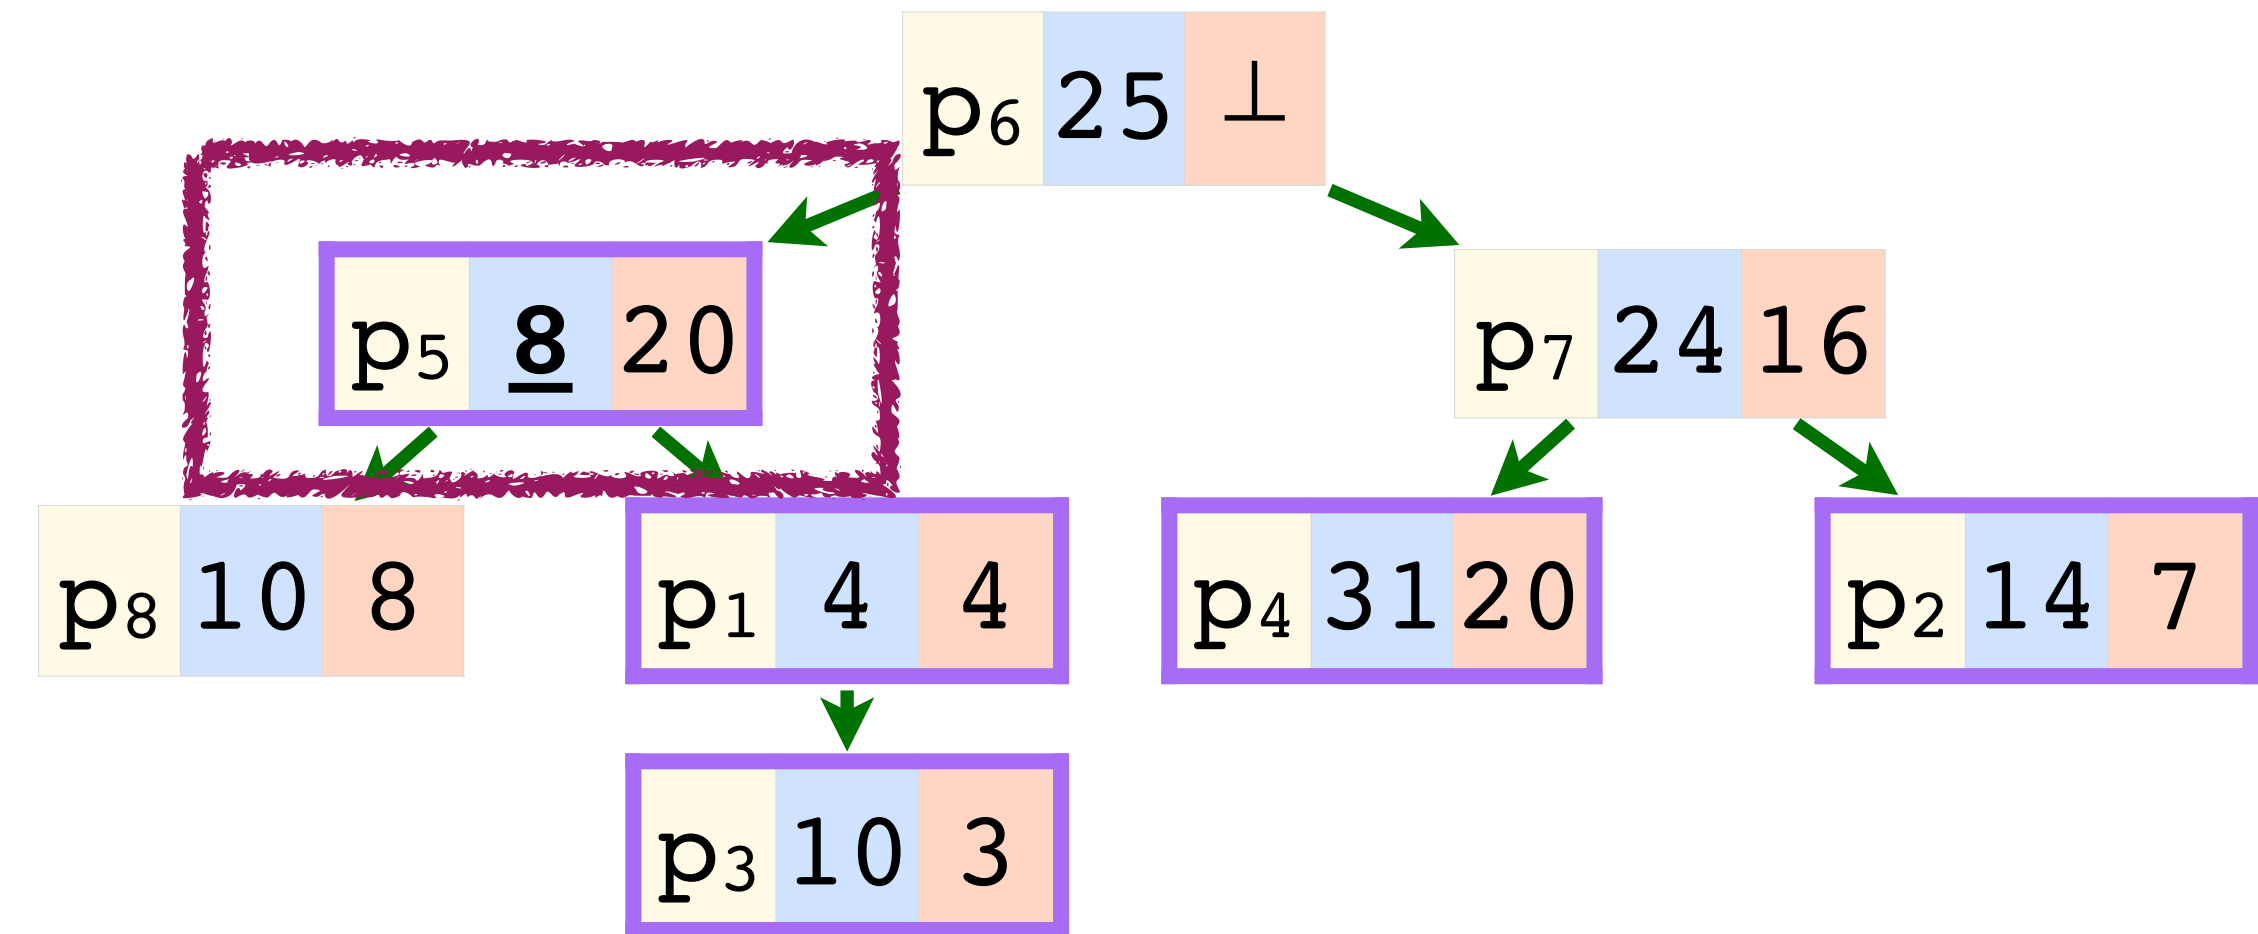 p₆ 25 ⊥
p₅ 8 20
p₇ 24 16
p₈ 10 8
p₁ 4 4
p₄ 31 20
p₂ 14 7
p₃ 10 3